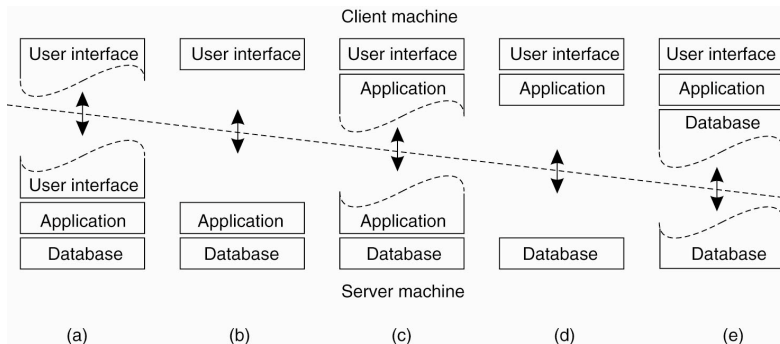 Client machine
User interface User interface User interface User interface User interface
Application Application Application
Database
User interface
Application Application Application
Database Database Database Database Database
Server machine
(a) (b) (c) (d) (e)